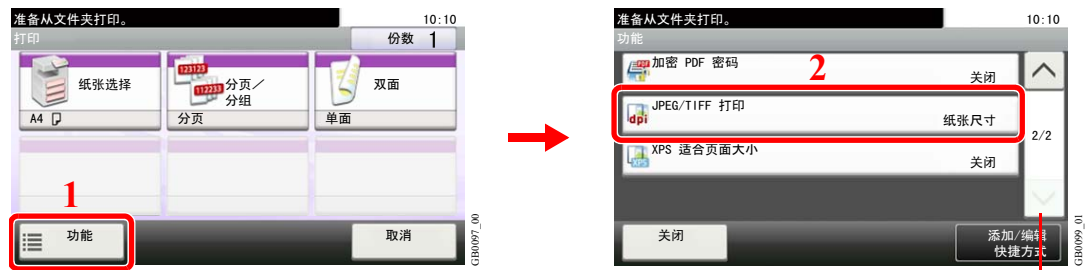 准备从文件夹打印。 10:10
打印 份数 1
123123
112233
纸张选择
分页／
分组
双面
A4
分页
单面
1
功能
取消
GB0097_00
准备从文件夹打印。 10:10
功能
PDF
加密 PDF 密码
2
关闭
dpi
JPEG/TIFF 打印
纸张尺寸
2/2
XPS
XPS 适合页面大小
关闭
关闭
添加/编辑
快捷方式
GB0099_01